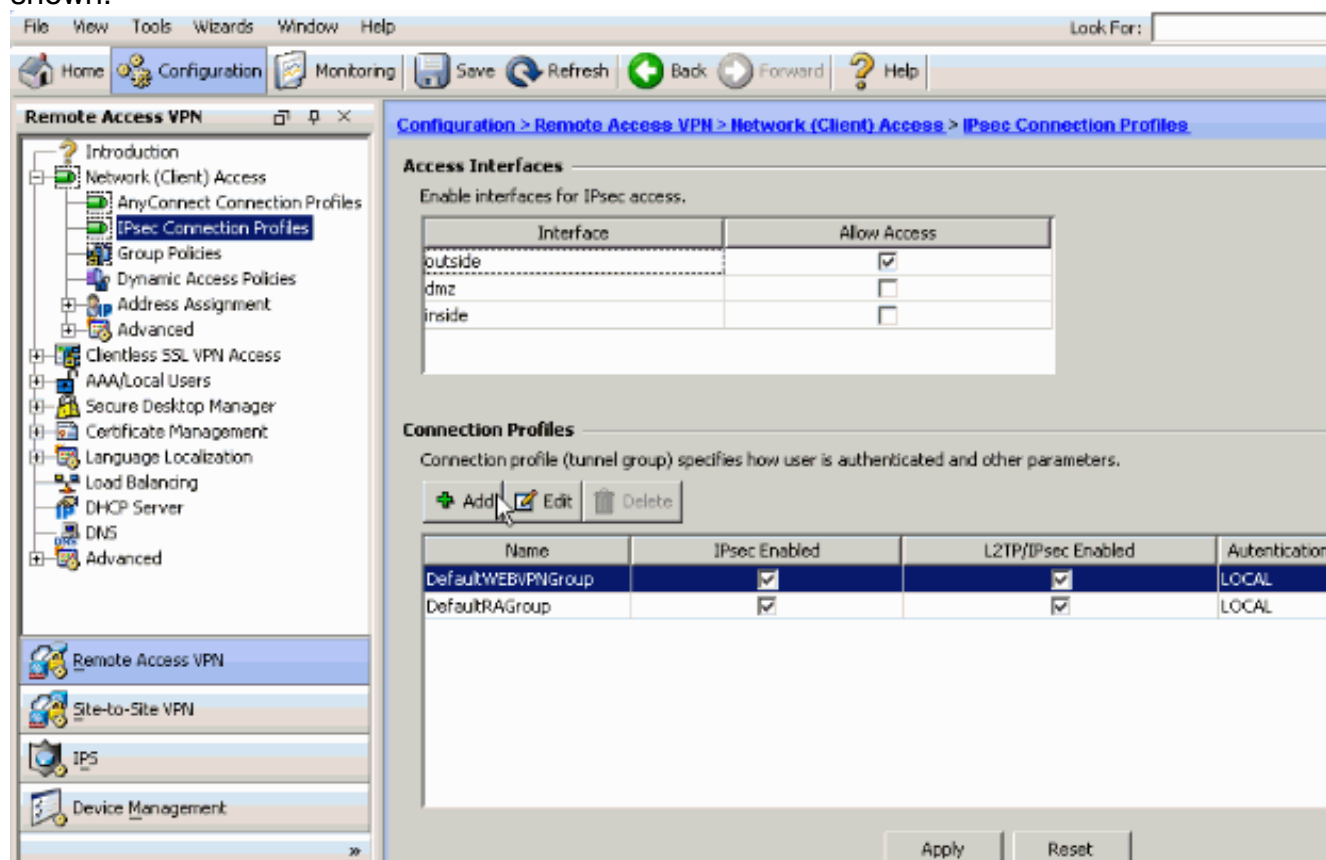 shown.
File View Tools Wizards Window Help Look For:
Home Configuration Monitoring Save Refresh Back Forward Help
Remote Access VPN
Introduction
Network (Client) Access
AnyConnect Connection Profiles
IPsec Connection Profiles
Group Policies
Dynamic Access Policies
Address Assignment
Advanced
Clientless SSL VPN Access
AAA/Local Users
Secure Desktop Manager
Certificate Management
Language Localization
Load Balancing
DHCP Server
DNS
Advanced
Remote Access VPN
Site-to-Site VPN
IPS
Device Management
Configuration > Remote Access VPN > Network (Client) Access > IPsec Connection Profiles
Access Interfaces
Enable interfaces for IPsec access.
Interface Allow Access
outside
dmz
inside
Connection Profiles
Connection profile (tunnel group) specifies how user is authenticated and other parameters.
Add Edit Delete
Name IPsec Enabled L2TP/IPsec Enabled Autentication
DefaultWEBVPNGroup LOCAL
DefaultRAGroup LOCAL
Apply Reset